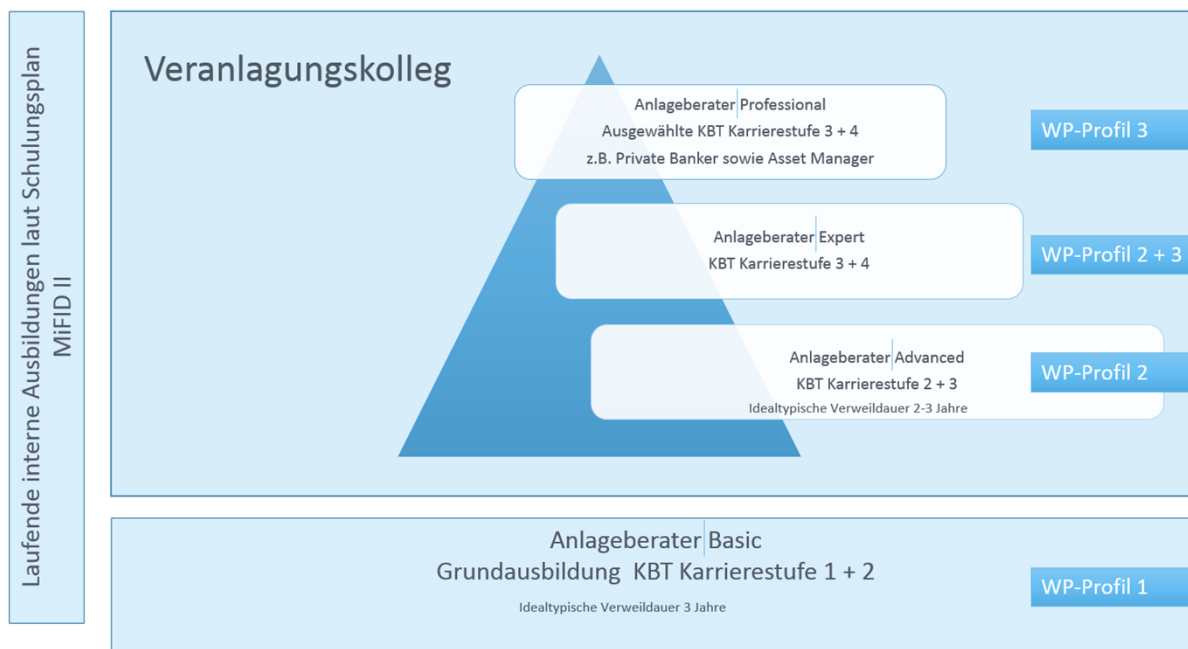 Laufende interne Ausbildungen laut Schulungsplan
MiFID II
Veranlagungskolleg
Anlageberater Professional
Ausgewählte KBT Karrierestufe 3 + 4
z.B. Private Banker sowie Asset Manager
WP-Profil 3
Anlageberater Expert
KBT Karrierestufe 3 + 4
WP-Profil 2 + 3
Anlageberater Advanced
KBT Karrierestufe 2 + 3
Idealtypische Verweildauer 2-3 Jahre
WP-Profil 2
Anlageberater Basic
Grundausbildung KBT Karrierestufe 1 + 2
Idealtypische Verweildauer 3 Jahre
WP-Profil 1